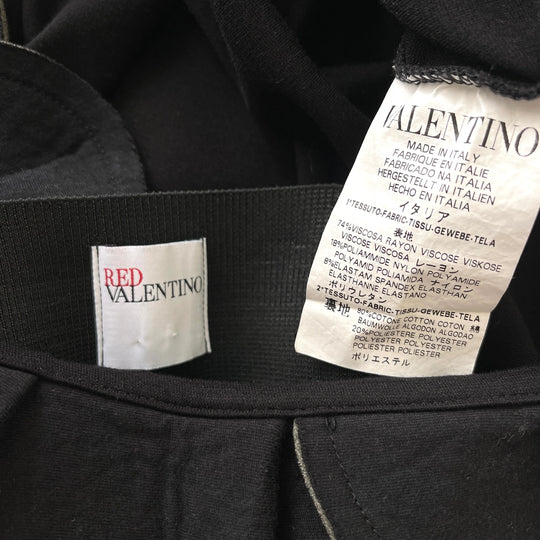 RED
VALENTINO
VALENTINO
MADE IN ITALY
FABRIQUE EN ITALIE
FABRICADO NA ITALIA
HERGESTELLT IN ITALIEN
HECHO EN ITALIA
イタリア
1°TESSUTO-FABRIC-TISSU-GEWEBE-TELA
表地
74%VISCOSA RAYON VISCOSE VISKOSE
VISCOSE VISCOSA レーヨン
18%POLIAMMIDE NYLON POLYAMIDE
POLYAMID POLIAMIDA ナイロン
8%ELASTAM SPANDEX ELASTHAN
ELASTHANNE ELASTANO
ポリウレタン
2°TESSUTO-FABRIC-TISSU-GEWEBE-TELA
裏地 80%COTONE COTTON COTON 綿
BAUMWOLLE ALGODON ALGODAO
20%POLIESTERE POLYESTER
POLIESTER POLYESTER
ポリエステル